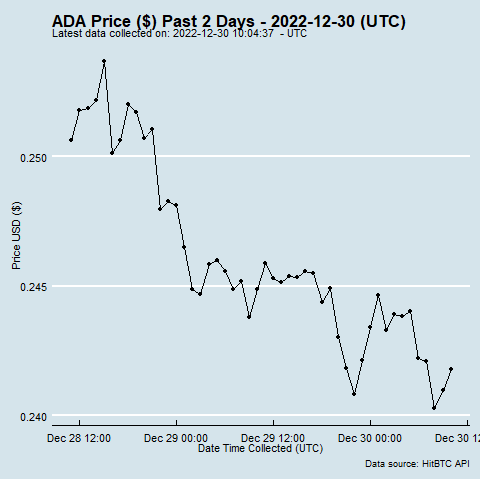 ADA Price ($) Past 2 Days - 2022-12-30 (UTC)
Latest data collected on: 2022-12-30 10:04:37  - UTC
0.250
0.245
0.240
Price USD ($)
Dec 28 12:00 Dec 29 00:00 Dec 29 12:00 Dec 30 00:00 Dec 30 12
Date Time Collected (UTC)
Data source: HitBTC API